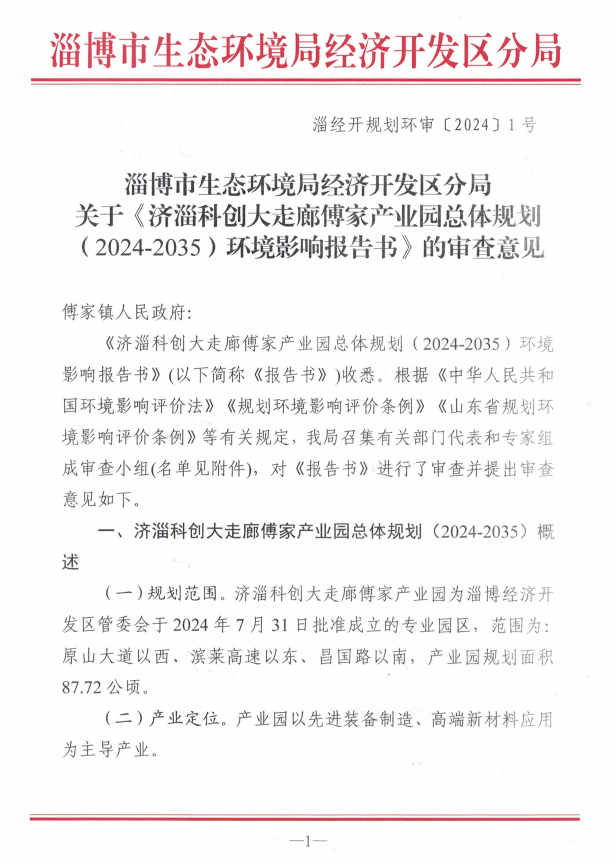 淄博市生态环境局经济开发区分局
淄经开规划环审〔2024〕1号
淄博市生态环境局经济开发区分局
关于《济淄科创大走廊傅家产业园总体规划
（2024-2035）环境影响报告书》的审查意见
傅家镇人民政府：
《济淄科创大走廊傅家产业园总体规划（2024-2035）环境
影响报告书》(以下简称《报告书》)收悉。根据《中华人民共和
国环境影响评价法》《规划环境影响评价条例》《山东省规划环
境影响评价条例》等有关规定，我局召集有关部门代表和专家组
成审查小组(名单见附件)，对《报告书》进行了审查并提出审查
意见如下。
一、济淄科创大走廊傅家产业园总体规划（2024-2035）概
述
（一）规划范围。济淄科创大走廊傅家产业园为淄博经济开
发区管委会于2024年7月31日批准成立的专业园区，范围为：
原山大道以西、滨莱高速以东、昌国路以南，产业园规划面积
87.72公顷。
（二）产业定位。产业园以先进装备制造、高端新材料应用
为主导产业。
—1—